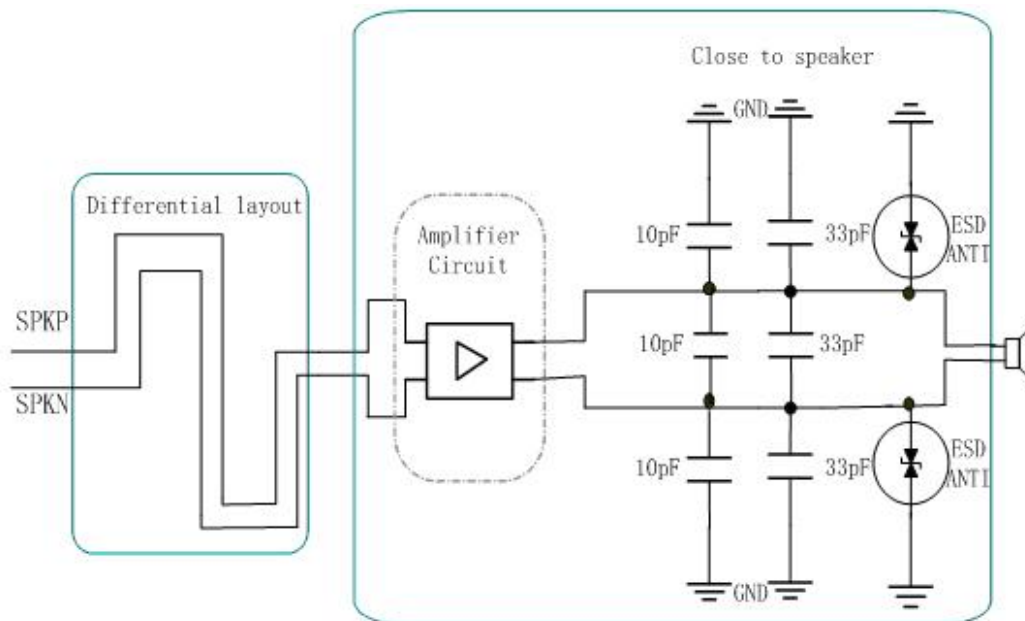 Close to speaker
GND
Differential layout
Amplifier
Circuit
10pF
33pF
ESD
ANTI
SPKP
SPKN
10pF
33pF
10pF
33pF
ESD
ANTI
GND